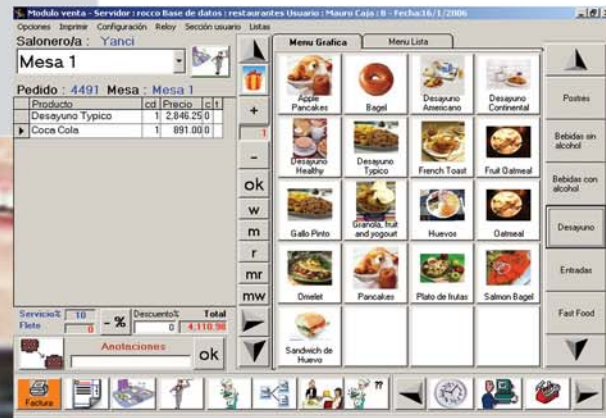 Modulo venta - Servidor : rocco Base de datos : restaurantes Usuario : Mauro Caja : 8 - Fecha:16/1/2006
Opciones Imprimir Configuración Reloy Sección usuario Listas
Salonero/a : Yanci
Mesa 1
Pedido : 4491 Mesa : Mesa 1
Producto cd Precio c t
Desayuno Typico 1 2,846.25 0
Coca Cola 1 891.00 0
Servicio% 10
Flete 0
- %
Descuento% Total
0 4,110.98
Anotaciones
ok
+
1
-
ok
w
m
r
mr
mw
Menu Grafica Menu Lista
Apple Pancakes
Bagel
Desayuno Americano
Desayuno Continental
Desayuno Healthy
Desayuno Typico
French Toast
Fruit Oatmeal
Gallo Pinto
Granola, fruit and yogourt
Huevos
Oatmeal
Omelet
Pancakes
Plato de frutas
Salmon Bagel
Sandwich de Huevo
Postres
Bebidas sin alcohol
Bebidas con alcohol
Desayuno
Entradas
Fast Food
Factura